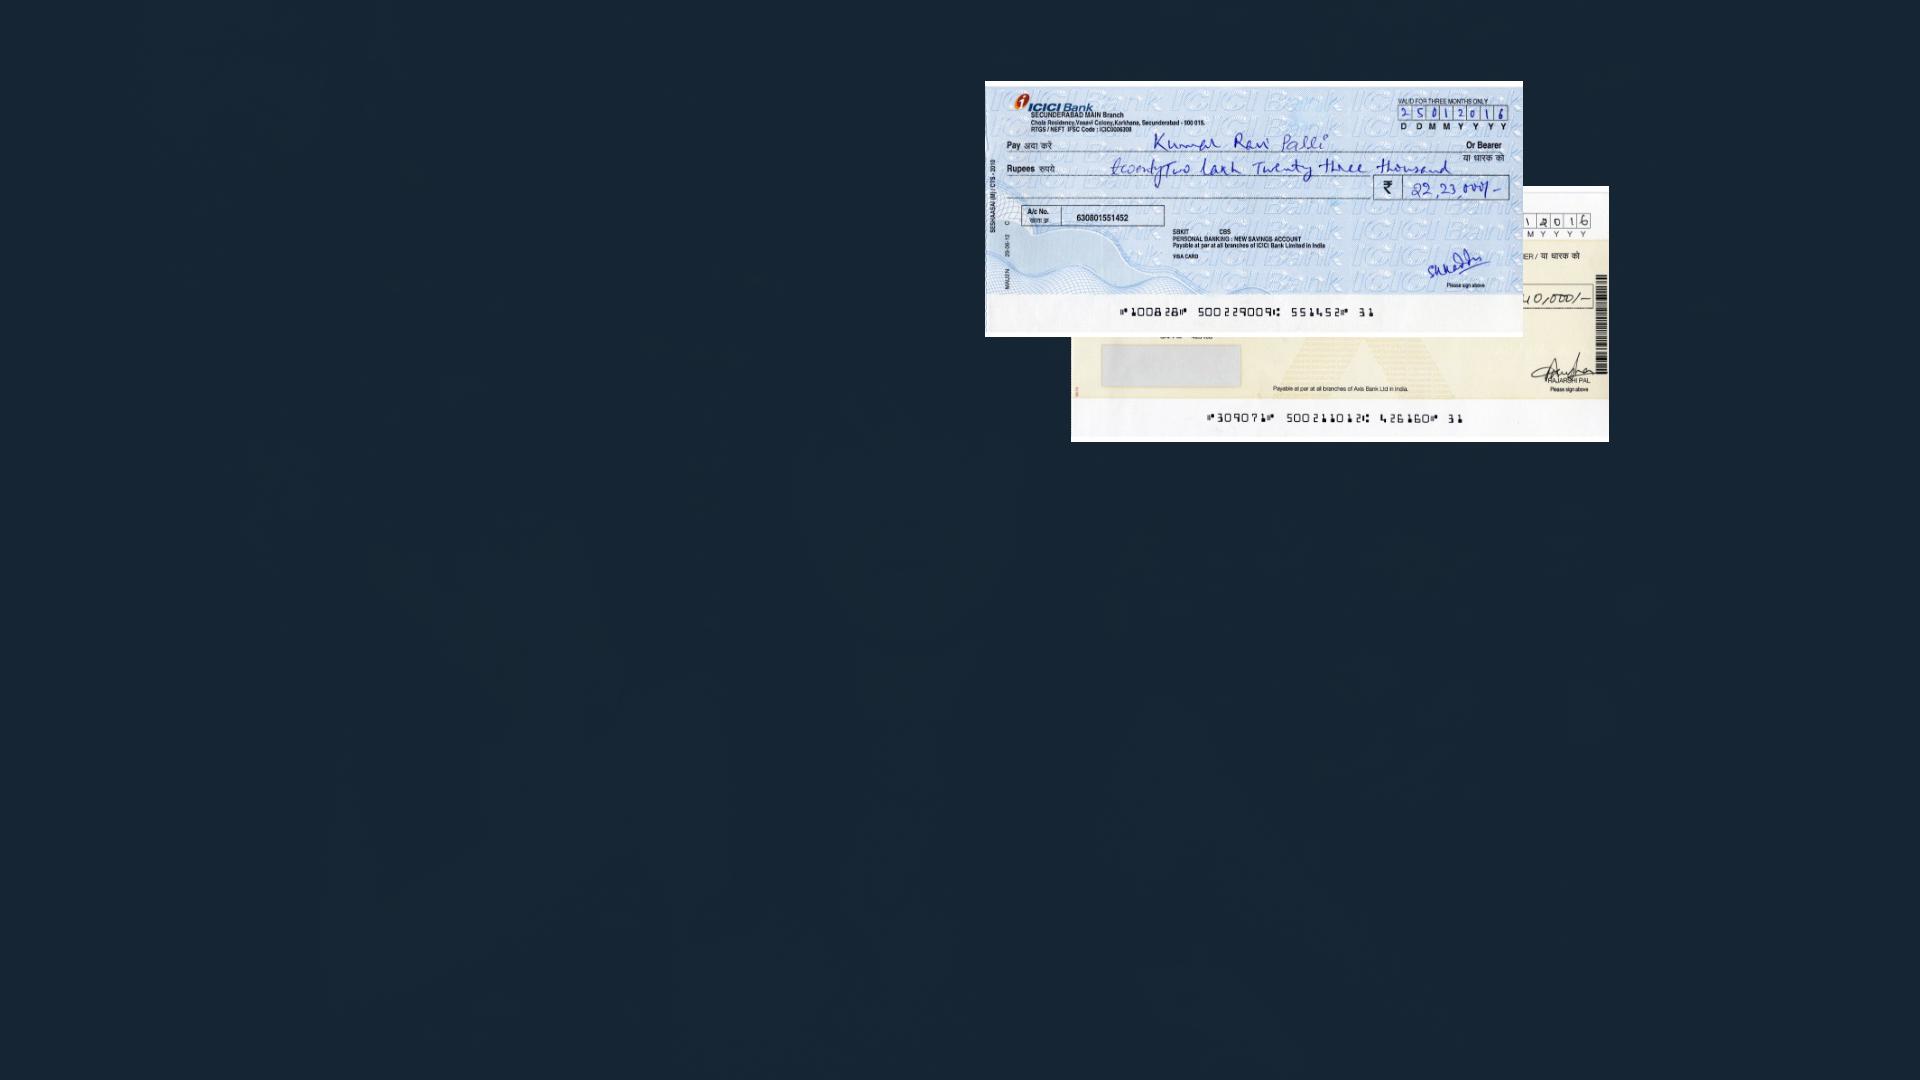 ICICI Bank
SECUNDERABAD MAIN Branch
Chola Residency, Vasavi Colony, Karkhana, Secunderabad - 500 015.
RTGS / NEFT IFSC Code : ICIC0006308
VALID FOR THREE MONTHS ONLY
2 5 0 1 2 0 1 6
D D M M Y Y Y Y
Pay अदा करें Kumar Ravi Palli Or Bearer
या धारक को
Rupees रुपये twentyTwo lakh Twenty three thousand
₹ 22,23,000/-
A/c No. 630801551452
SBKIT CBS
PERSONAL BANKING : NEW SAVINGS ACCOUNT
Payable at par at all branches of ICICI Bank Limited in India
VISA CARD
Please sign above
SESHAASAI (M) / CTS - 2010
⑈100828⑈ 500229009⑆ 551452⑈ 31
1 2 0 1 6
M Y Y Y Y
ER / या धारक को
0,000/-
RAJARSHI PAL
Please sign above
Payable at par at all branches of Axis Bank Ltd in India.
⑈309071⑈ 500211012⑆ 426160⑈ 31